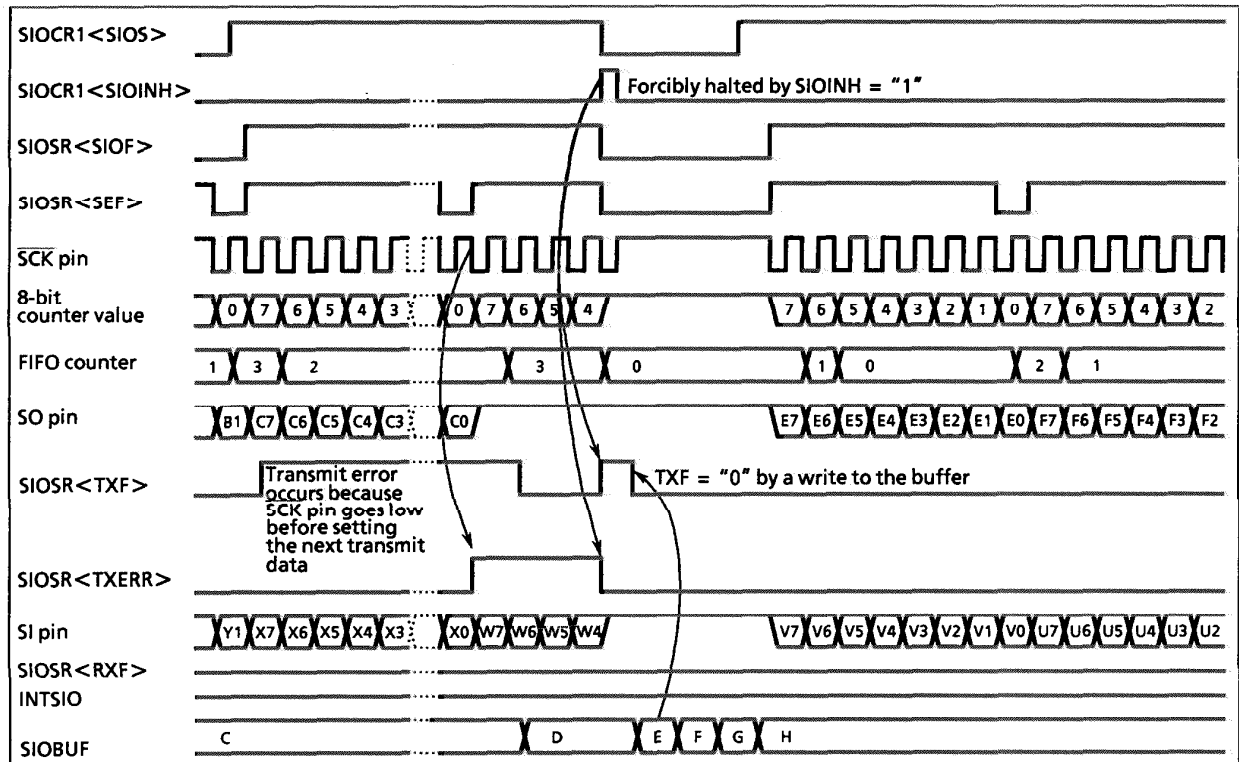 SIOCR1<SIOS>
SIOCR1<SIOINH>
Forcibly halted by SIOINH = "1"
SIOSR<SIOF>
SIOSR<SEF>
SCK pin
8-bit
counter value
0 7 6 5 4 3 0 7 6 5 4 7 6 5 4 3 2 1 0 7 6 5 4 3 2
FIFO counter
1 3 2 3 0 1 0 2 1
SO pin
B1 C7 C6 C5 C4 C3 C0 E7 E6 E5 E4 E3 E2 E1 E0 F7 F6 F5 F4 F3 F2
SIOSR<TXF>
Transmit error
occurs because
SCK pin goes low
before setting
the next transmit
data
TXF = "0" by a write to the buffer
SIOSR<TXERR>
SI pin
Y1 X7 X6 X5 X4 X3 X0 W7 W6 W5 W4 V7 V6 V5 V4 V3 V2 V1 V0 U7 U6 U5 U4 U3 U2
SIOSR<RXF>
INTSIO
SIOBUF
C D E F G H